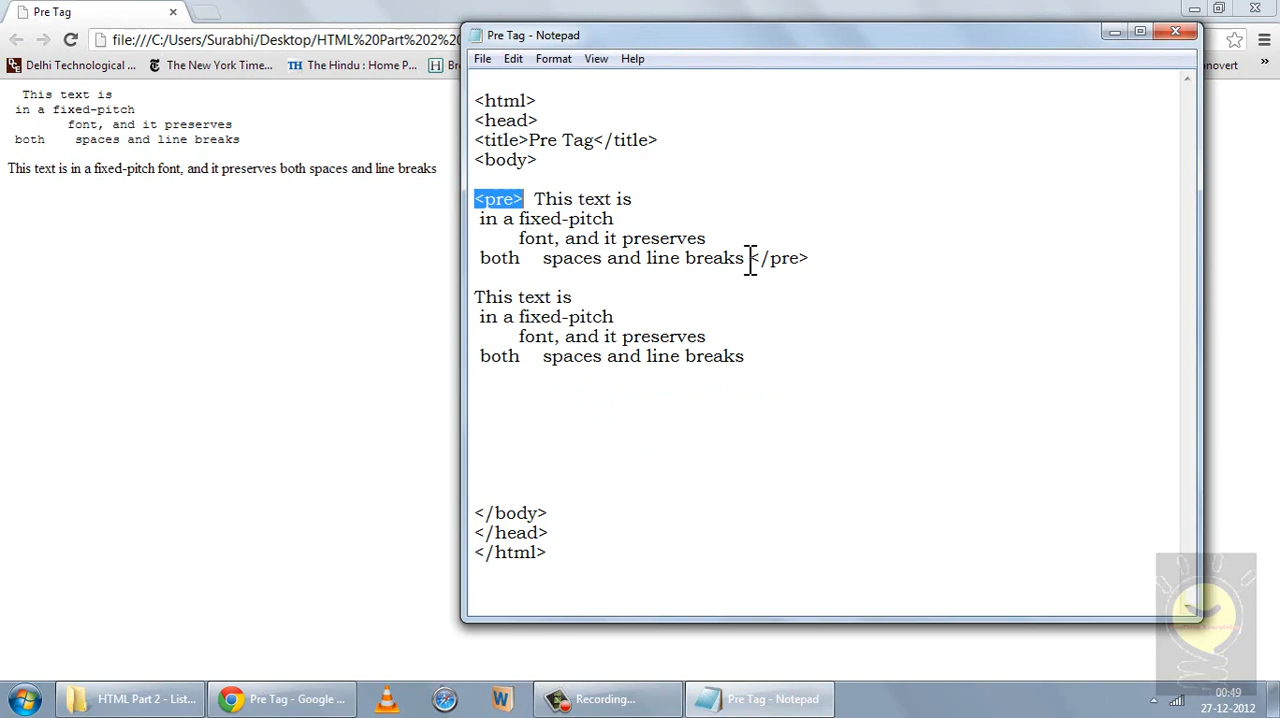 Pre Tag
Pre Tag - Notepad
file:///C:/Users/Surabhi/Desktop/HTML%20Part%202%2
File Edit Format View Help
Delhi Technological ... The New York Time... TH The Hindu : Home P... H nnovert »
This text is
in a fixed-pitch
font, and it preserves
both spaces and line breaks
This text is in a fixed-pitch font, and it preserves both spaces and line breaks
<html>
<head>
<title>Pre Tag</title>
<body>
<pre> This text is
in a fixed-pitch
font, and it preserves
both spaces and line breaks </pre>
This text is
in a fixed-pitch
font, and it preserves
both spaces and line breaks
</body>
</head>
</html>
HTML Part 2 - List... Pre Tag - Google ... W Recording... Pre Tag - Notepad
00:49
27-12-2012